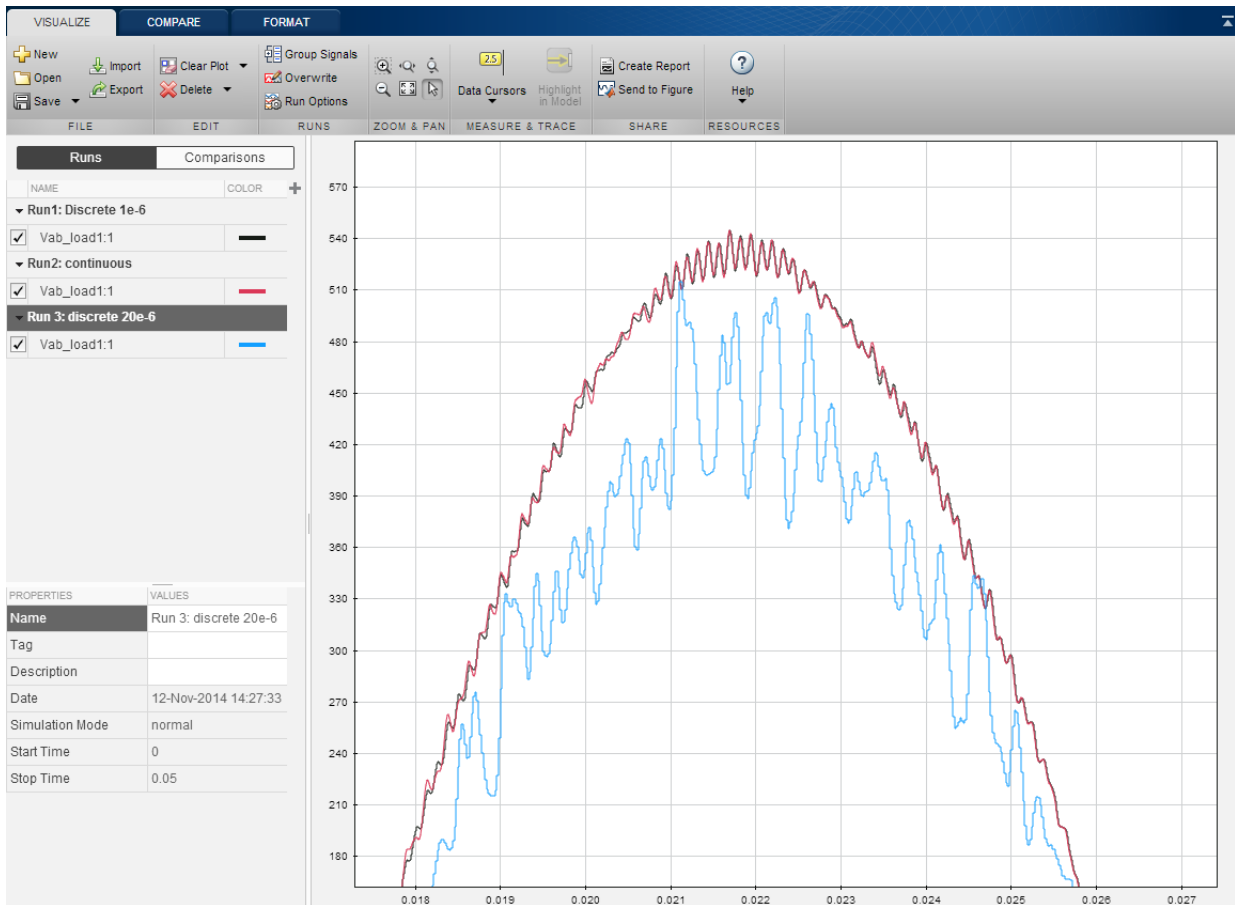 VISUALIZE COMPARE FORMAT
New Import Clear Plot Group Signals
Open Overwrite 2.5 Create Report ?
Save Export Delete Run Options Data Cursors Highlight in Model Send to Figure Help
FILE EDIT RUNS ZOOM & PAN MEASURE & TRACE SHARE RESOURCES
Runs Comparisons
NAME COLOR
Run1: Discrete 1e-6
Vab_load1:1
Run2: continuous
Vab_load1:1
Run 3: discrete 20e-6
Vab_load1:1
PROPERTIES VALUES
Name Run 3: discrete 20e-6
Tag
Description
Date 12-Nov-2014 14:27:33
Simulation Mode normal
Start Time 0
Stop Time 0.05
570
540
510
480
450
420
390
360
330
300
270
240
210
180
0.018 0.019 0.020 0.021 0.022 0.023 0.024 0.025 0.026 0.027